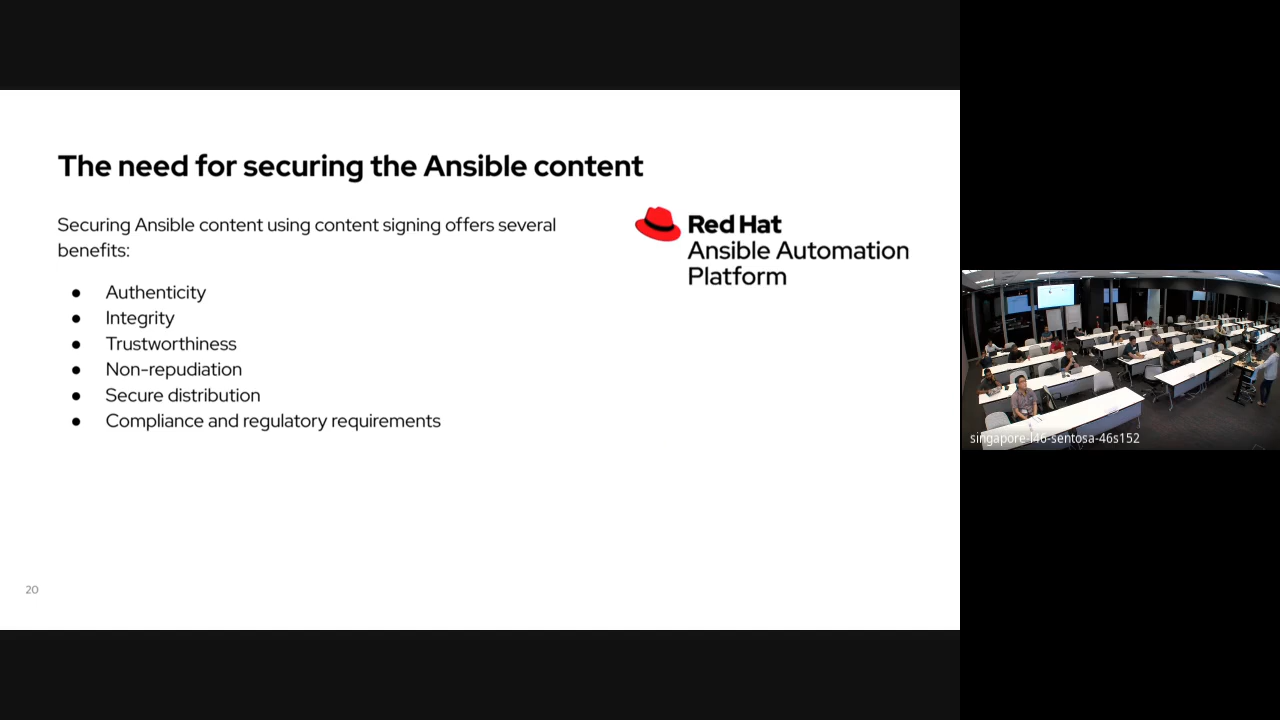 The need for securing the Ansible content
Securing Ansible content using content signing offers several
benefits:
● Authenticity
● Integrity
● Trustworthiness
● Non-repudiation
● Secure distribution
● Compliance and regulatory requirements
Red Hat
Ansible Automation
Platform
20
singapore-l46-sentosa-46s152